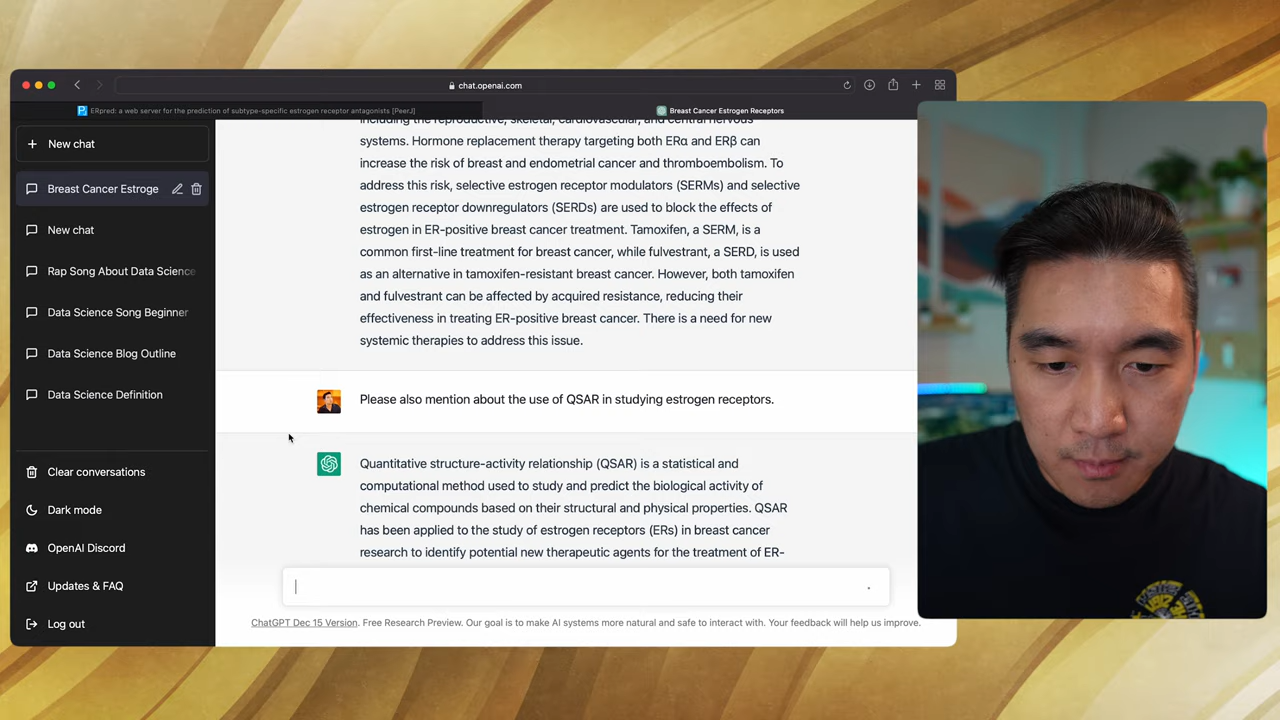 chat.openai.com
ERpred: a web server for the prediction of subtype-specific estrogen receptor antagonists [PeerJ]
Breast Cancer Estrogen Receptors
New chat
Breast Cancer Estroge
New chat
Rap Song About Data Science
Data Science Song Beginner
Data Science Blog Outline
Data Science Definition
Clear conversations
Dark mode
OpenAI Discord
Updates & FAQ
Log out
including the reproductive, skeletal, cardiovascular, and central nervous
systems. Hormone replacement therapy targeting both ERα and ERβ can
increase the risk of breast and endometrial cancer and thromboembolism. To
address this risk, selective estrogen receptor modulators (SERMs) and selective
estrogen receptor downregulators (SERDs) are used to block the effects of
estrogen in ER-positive breast cancer treatment. Tamoxifen, a SERM, is a
common first-line treatment for breast cancer, while fulvestrant, a SERD, is used
as an alternative in tamoxifen-resistant breast cancer. However, both tamoxifen
and fulvestrant can be affected by acquired resistance, reducing their
effectiveness in treating ER-positive breast cancer. There is a need for new
systemic therapies to address this issue.
Please also mention about the use of QSAR in studying estrogen receptors.
Quantitative structure-activity relationship (QSAR) is a statistical and
computational method used to study and predict the biological activity of
chemical compounds based on their structural and physical properties. QSAR
has been applied to the study of estrogen receptors (ERs) in breast cancer
research to identify potential new therapeutic agents for the treatment of ER-
ChatGPT Dec 15 Version. Free Research Preview. Our goal is to make AI systems more natural and safe to interact with. Your feedback will help us improve.